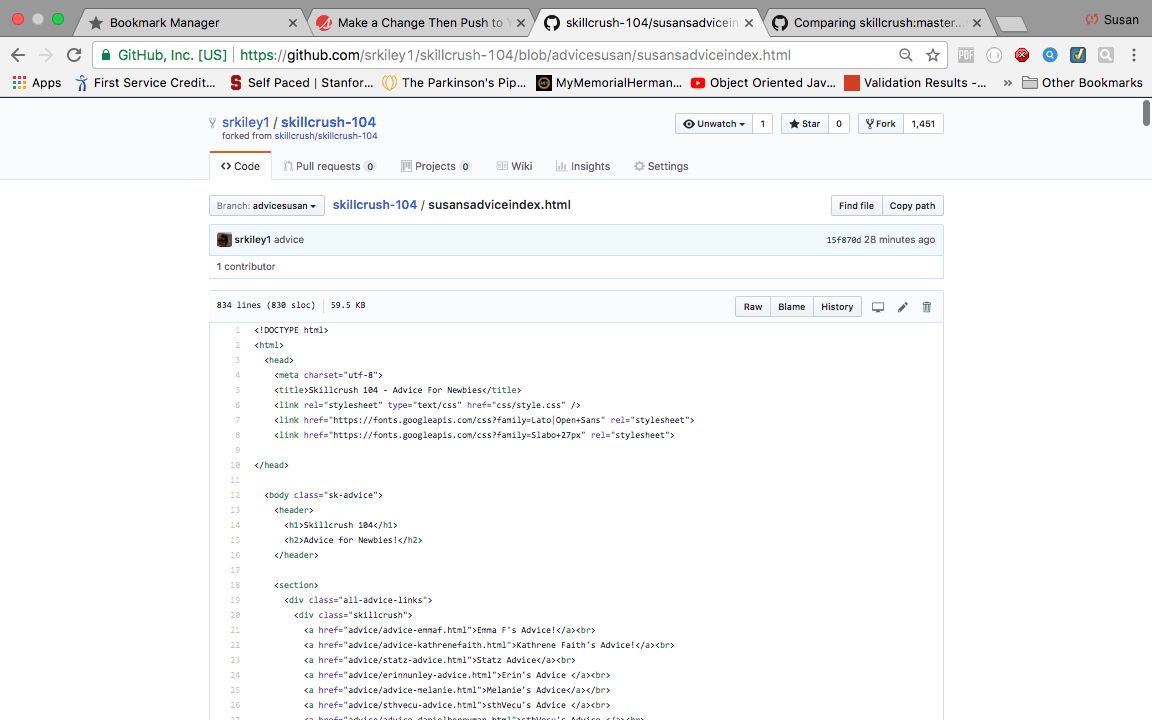 Bookmark Manager
Make a Change Then Push to Y
skillcrush-104/susansadvicein
Comparing skillcrush:master...
Susan
GitHub, Inc. [US] https://github.com/srkiley1/skillcrush-104/blob/advicesusan/susansadviceindex.html
Apps First Service Credit... Self Paced | Stanfor... The Parkinson's Pip... MyMemorialHerman... Object Oriented Jav... Validation Results -... » Other Bookmarks
srkiley1 / skillcrush-104
forked from skillcrush/skillcrush-104
Unwatch 1 Star 0 Fork 1,451
<> Code Pull requests 0 Projects 0 Wiki Insights Settings
Branch: advicesusan skillcrush-104 / susansadviceindex.html Find file Copy path
srkiley1 advice 15f870d 28 minutes ago
1 contributor
834 lines (830 sloc) 59.5 KB Raw Blame History
1 <!DOCTYPE html>
2 <html>
3 <head>
4 <meta charset="utf-8">
5 <title>Skillcrush 104 - Advice For Newbies</title>
6 <link rel="stylesheet" type="text/css" href="css/style.css" />
7 <link href="https://fonts.googleapis.com/css?family=Lato|Open+Sans" rel="stylesheet">
8 <link href="https://fonts.googleapis.com/css?family=Slabo+27px" rel="stylesheet">
9
10 </head>
11
12 <body class="sk-advice">
13 <header>
14 <h1>Skillcrush 104</h1>
15 <h2>Advice for Newbies!</h2>
16 </header>
17
18 <section>
19 <div class="all-advice-links">
20 <div class="skillcrush">
21 <a href="advice/advice-emmaf.html">Emma F's Advice!</a><br>
22 <a href="advice/advice-kathrenefaith.html">Kathrene Faith's Advice!</a><br>
23 <a href="advice/statz-advice.html">Statz Advice</a><br>
24 <a href="advice/erinnunley-advice.html">Erin's Advice </a><br>
25 <a href="advice/advice-melanie.html">Melanie's Advice</a></br>
26 <a href="advice/sthvecu-advice.html">sthVecu's Advice </a><br>
27 <a href="advice/advice-danielbennyman.html">sthVecu's Advice </a><br>